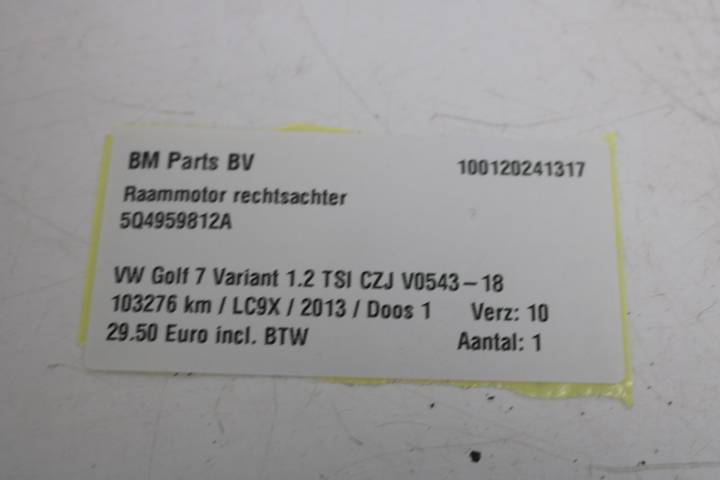 BM Parts BV 100120241317
Raammotor rechtsachter
5Q4959812A
VW Golf 7 Variant 1.2 TSI CZJ V0543-18
103276 km / LC9X / 2013 / Doos 1 Verz: 10
29.50 Euro incl. BTW Aantal: 1